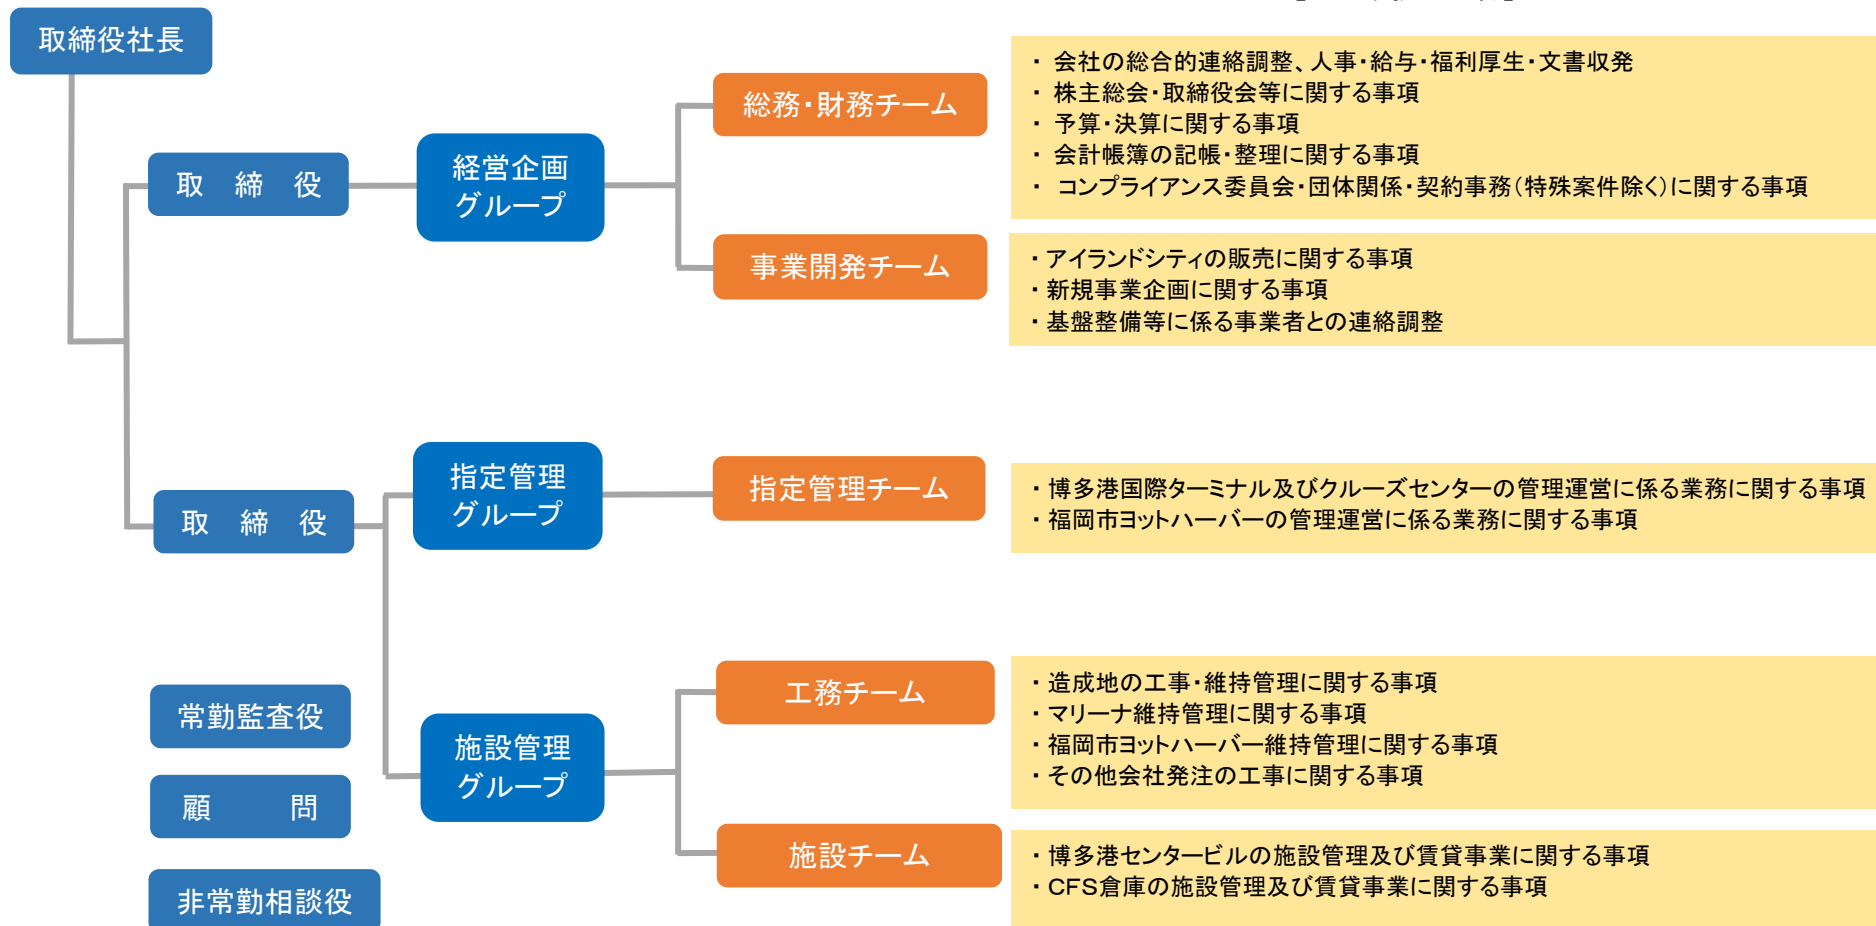 取締役社長
取　締　役
経営企画
グループ
総務・財務チーム
・ 会社の総合的連絡調整、人事・給与・福利厚生・文書収発
・ 株主総会・取締役会等に関する事項
・ 予算・決算に関する事項
・ 会計帳簿の記帳・整理に関する事項
・ コンプライアンス委員会・団体関係・契約事務（特殊案件除く）に関する事項
事業開発チーム
・アイランドシティの販売に関する事項
・新規事業企画に関する事項
・基盤整備等に係る事業者との連絡調整
取　締　役
指定管理
グループ
指定管理チーム
・博多港国際ターミナル及びクルーズセンターの管理運営に係る業務に関する事項
・福岡市ヨットハーバーの管理運営に係る業務に関する事項
施設管理
グループ
工務チーム
・造成地の工事・維持管理に関する事項
・マリーナ維持管理に関する事項
・福岡市ヨットハーバー維持管理に関する事項
・その他会社発注の工事に関する事項
施設チーム
・博多港センタービルの施設管理及び賃貸事業に関する事項
・CFS倉庫の施設管理及び賃貸事業に関する事項
常勤監査役
顧　　問
非常勤相談役